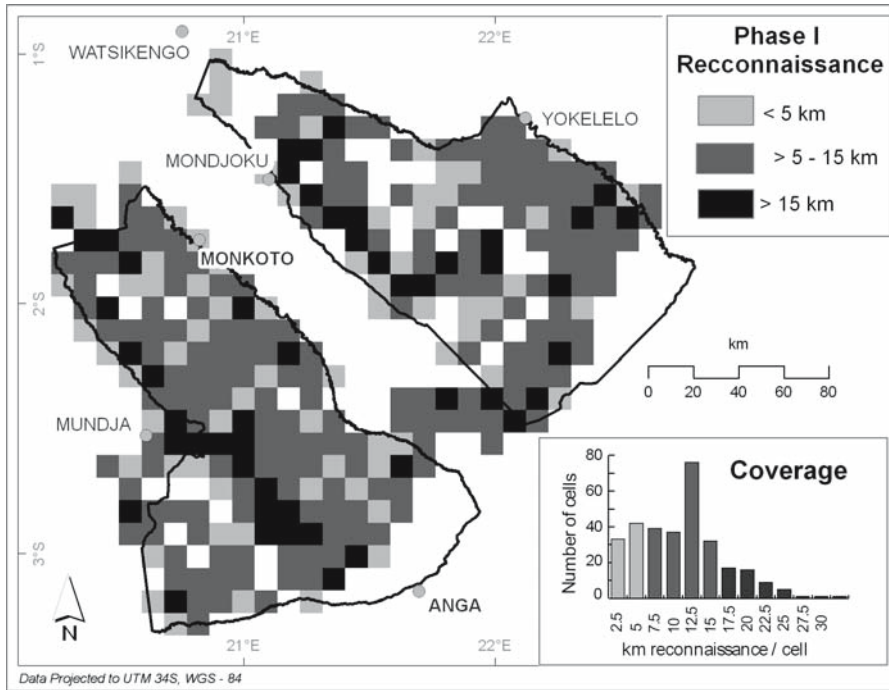 WATSIKENGO
21°E
22°E
1°S
YOKELELO
MONDJOKU
MONKOTO
2°S
MUNDJA
3°S
ANGA
N
Phase I
Recconnaissance
< 5 km
> 5 - 15 km
> 15 km
km
0 20 40 60 80
Coverage
Number of cells
80
60
40
20
0
2.5 5 7.5 10 12.5 15 17.5 20 22.5 25 27.5 30
km reconnaissance / cell
21°E
22°E
Data Projected to UTM 34S, WGS - 84